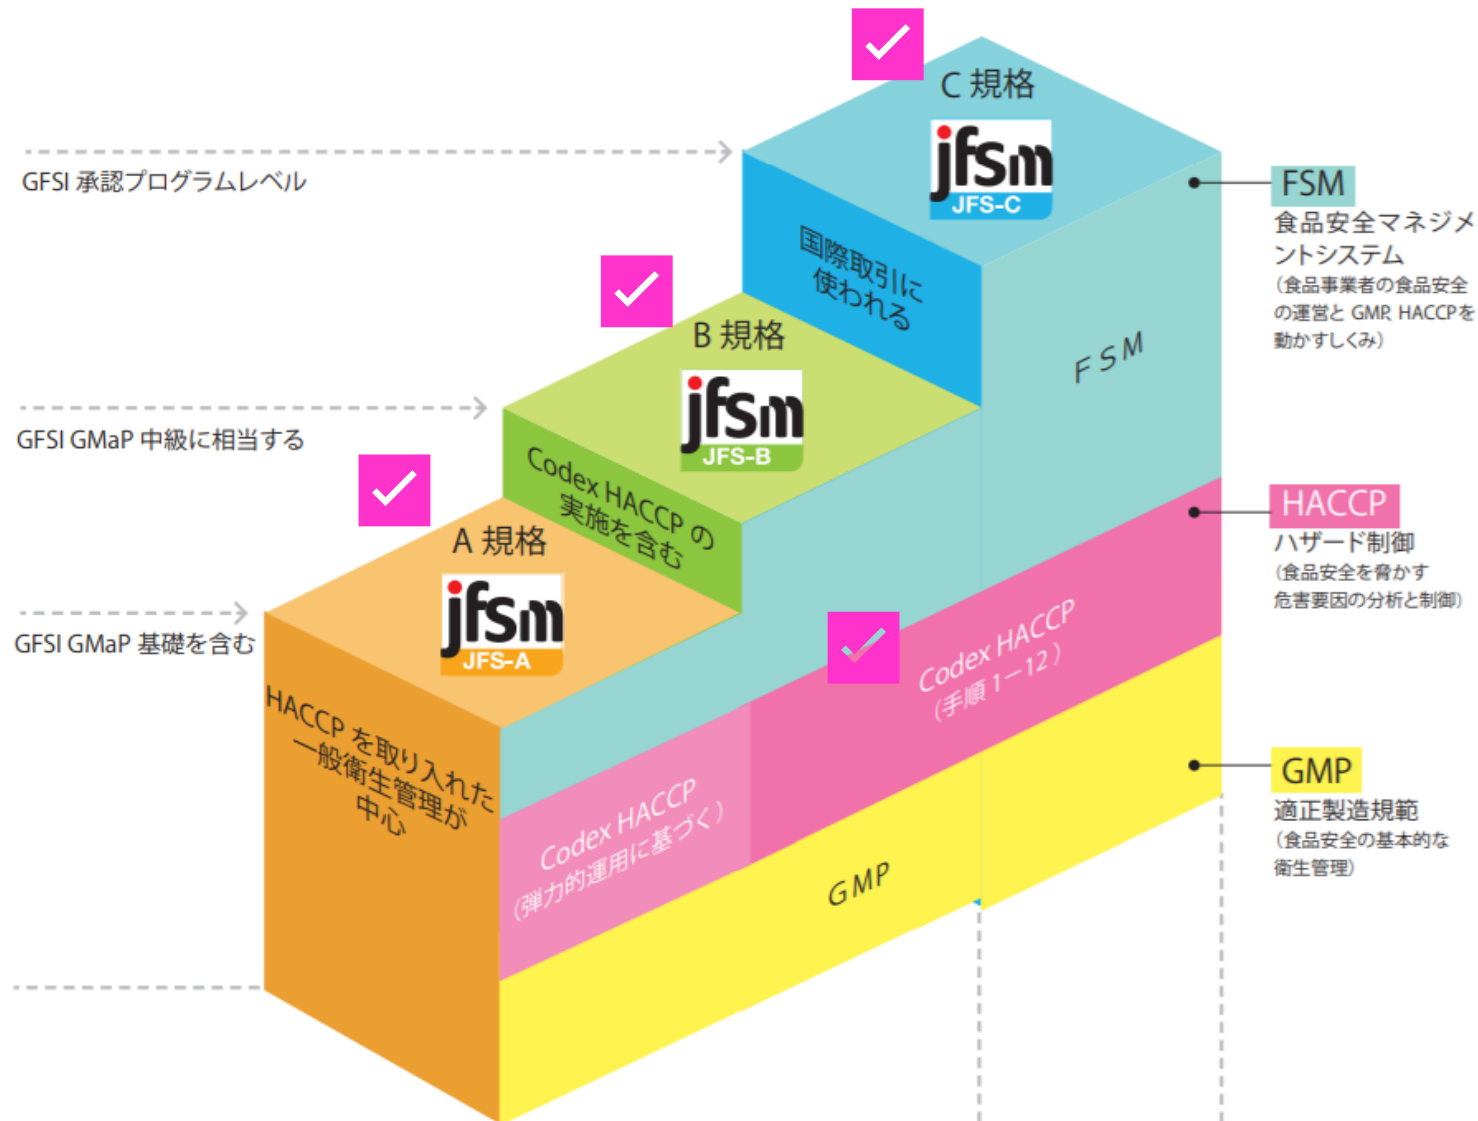 C 規格
jfsm
JFS-C
GFSI 承認プログラムレベル
国際取引に
使われる
FSM
食品安全マネジメ
ントシステム
（食品事業者の食品安全
の運営と GMP, HACCPを
動かすしくみ）
B 規格
jfsm
JFS-B
FSM
GFSI GMaP 中級に相当する
Codex HACCP の
実施を含む
HACCP
ハザード制御
（食品安全を脅かす
危害要因の分析と制御）
A 規格
jfsm
JFS-A
GFSI GMaP 基礎を含む
HACCP を取り入れた
一般衛生管理が
中心
Codex HACCP
（手順 1－12 ）
Codex HACCP
（弾力的運用に基づく）
GMP
GMP
適正製造規範
（食品安全の基本的な
衛生管理）